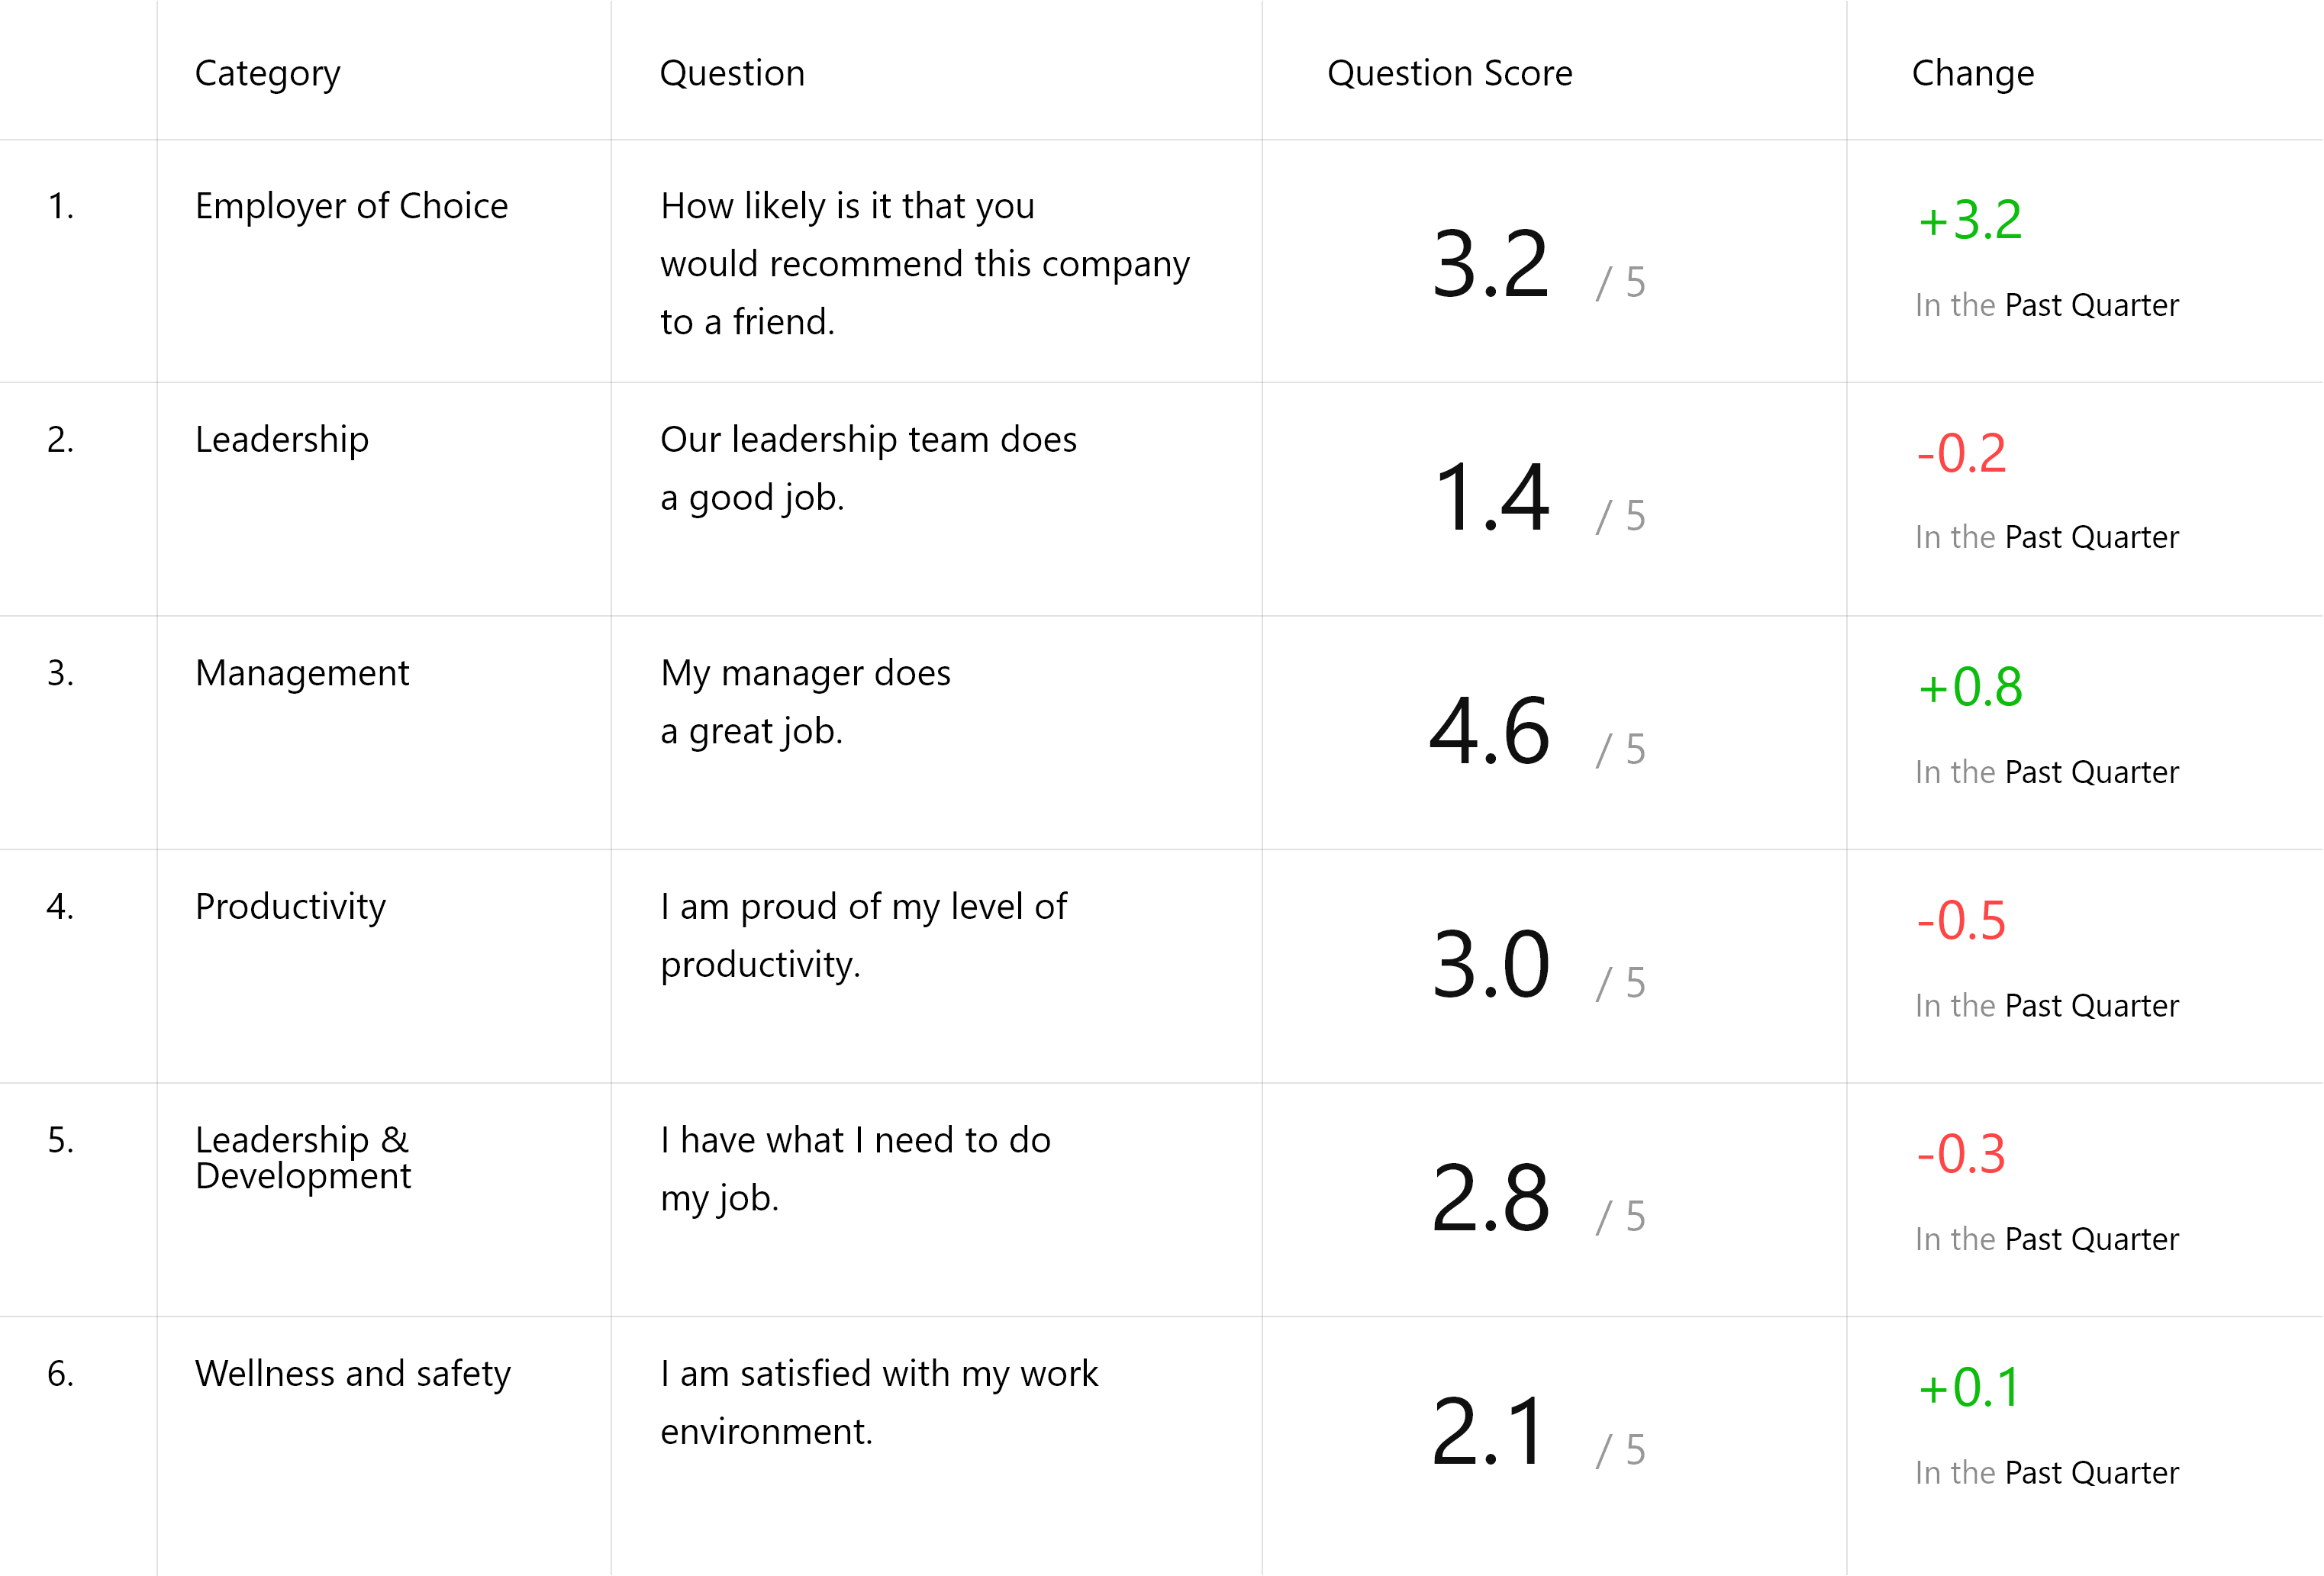 Category Question Question Score Change
1. Employer of Choice How likely is it that you
would recommend this company
to a friend.
3.2 / 5
+3.2
In the Past Quarter
2. Leadership Our leadership team does
a good job.
1.4 / 5
-0.2
In the Past Quarter
3. Management My manager does
a great job.
4.6 / 5
+0.8
In the Past Quarter
4. Productivity I am proud of my level of
productivity.
3.0 / 5
-0.5
In the Past Quarter
5. Leadership &
Development
I have what I need to do
my job.
2.8 / 5
-0.3
In the Past Quarter
6. Wellness and safety I am satisfied with my work
environment.
2.1 / 5
+0.1
In the Past Quarter